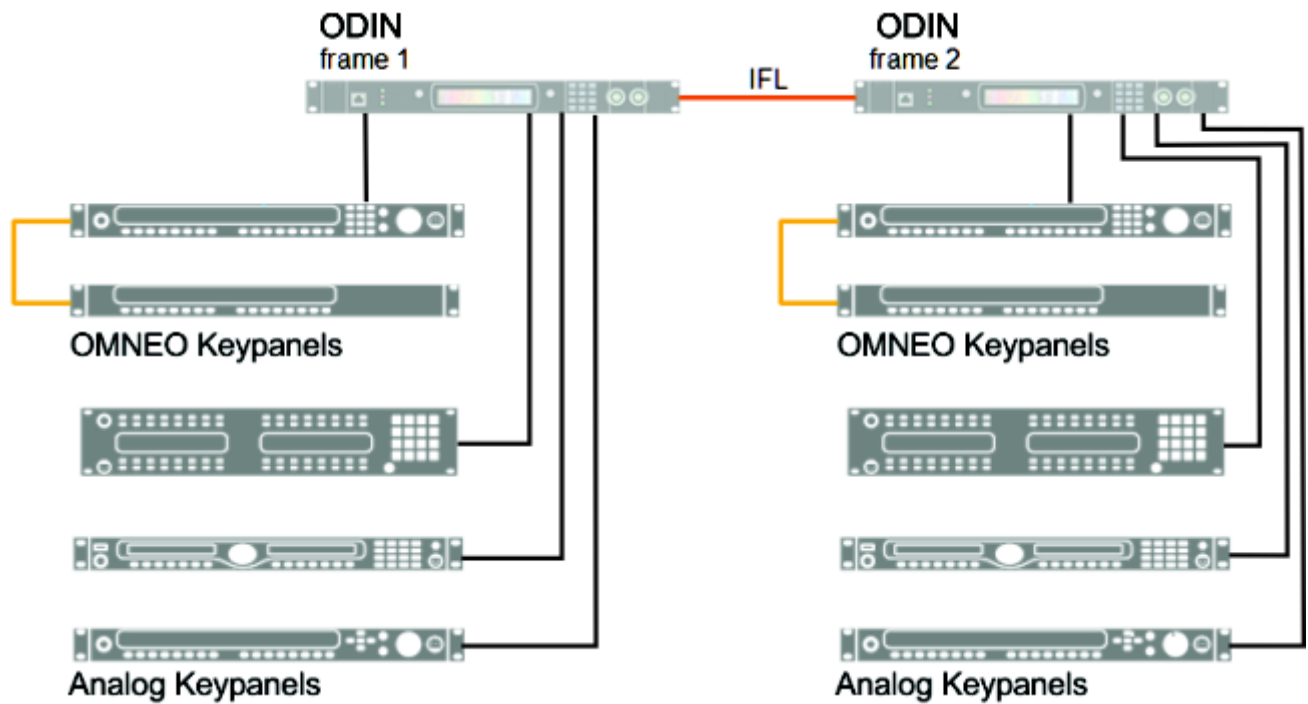 ODIN
frame 1
ODIN
frame 2
IFL
OMNEO Keypanels
OMNEO Keypanels
Analog Keypanels
Analog Keypanels